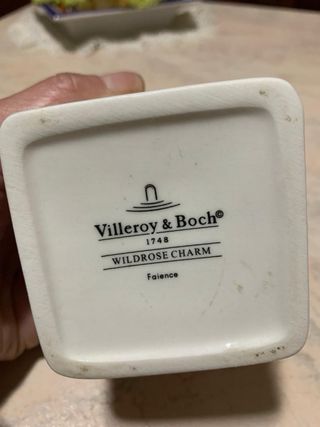 Villeroy & Boch©
1748
WILDROSE CHARM
Faience